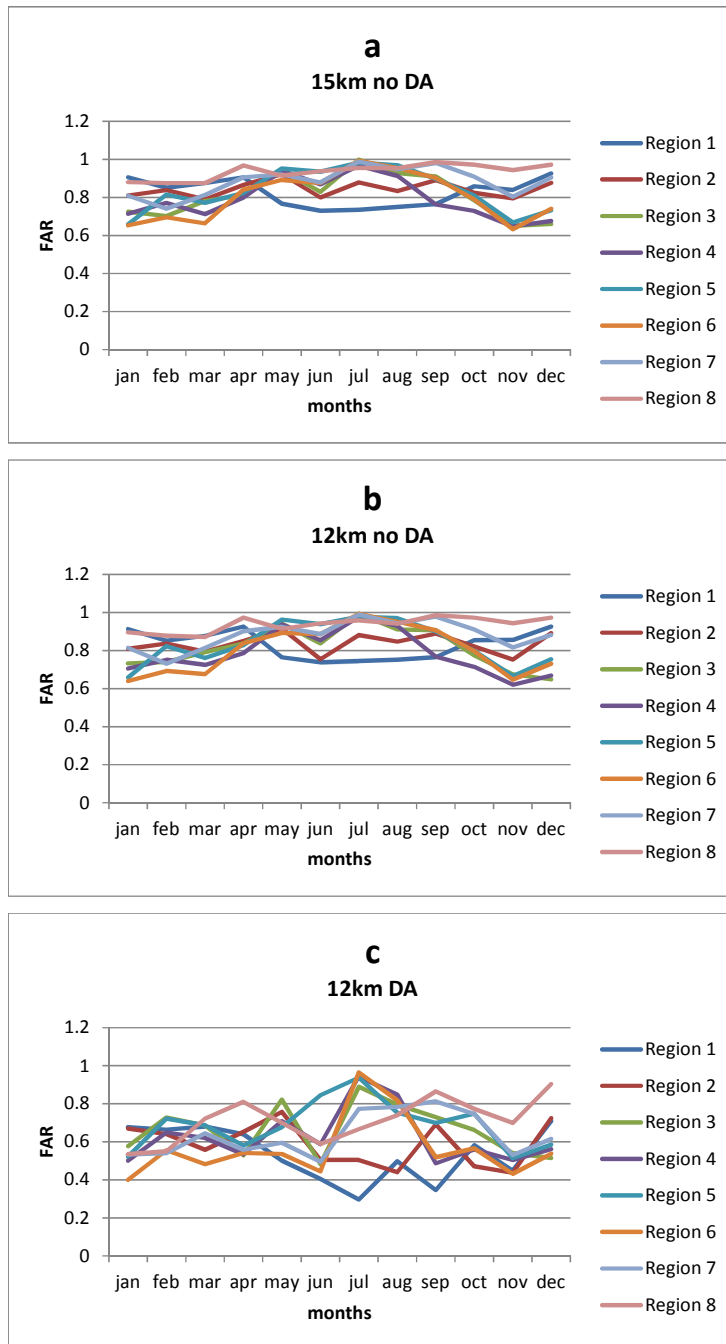 a
15km no DA
1.2
1
0.8
0.6
0.4
0.2
0
FAR
jan feb mar apr may jun jul aug sep oct nov dec
months
Region 1
Region 2
Region 3
Region 4
Region 5
Region 6
Region 7
Region 8
b
12km no DA
1.2
1
0.8
0.6
0.4
0.2
0
FAR
jan feb mar apr may jun jul aug sep oct nov dec
months
Region 1
Region 2
Region 3
Region 4
Region 5
Region 6
Region 7
Region 8
c
12km DA
1.2
1
0.8
0.6
0.4
0.2
0
FAR
jan feb mar apr may jun jul aug sep oct nov dec
months
Region 1
Region 2
Region 3
Region 4
Region 5
Region 6
Region 7
Region 8